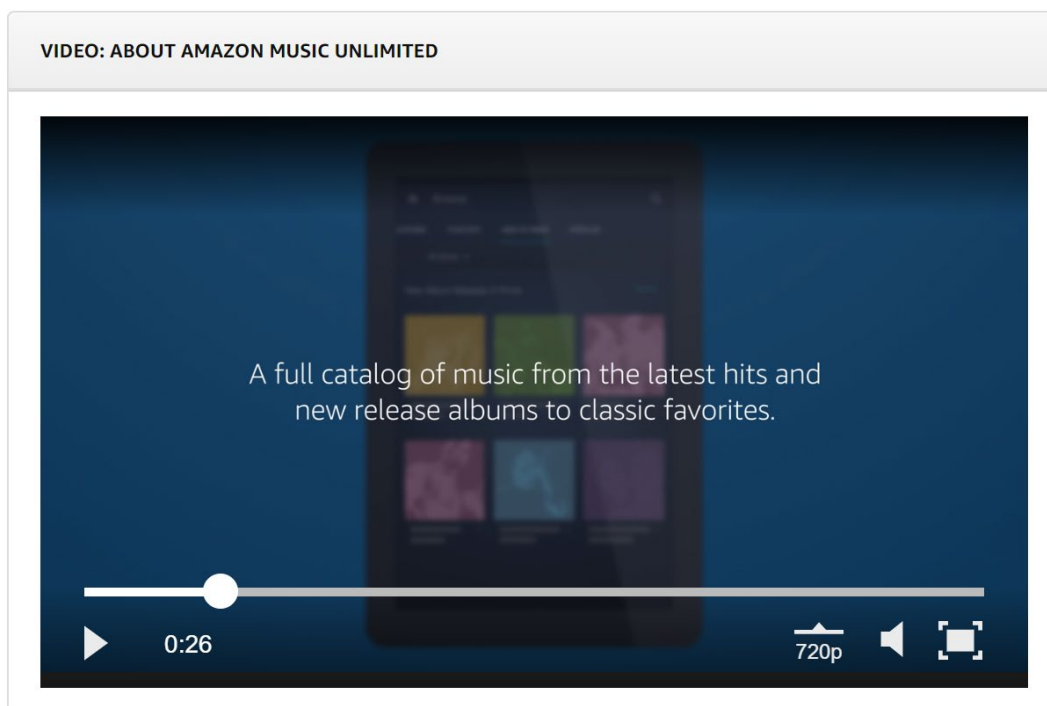 VIDEO: ABOUT AMAZON MUSIC UNLIMITED
A full catalog of music from the latest hits and
new release albums to classic favorites.
0:26
720p